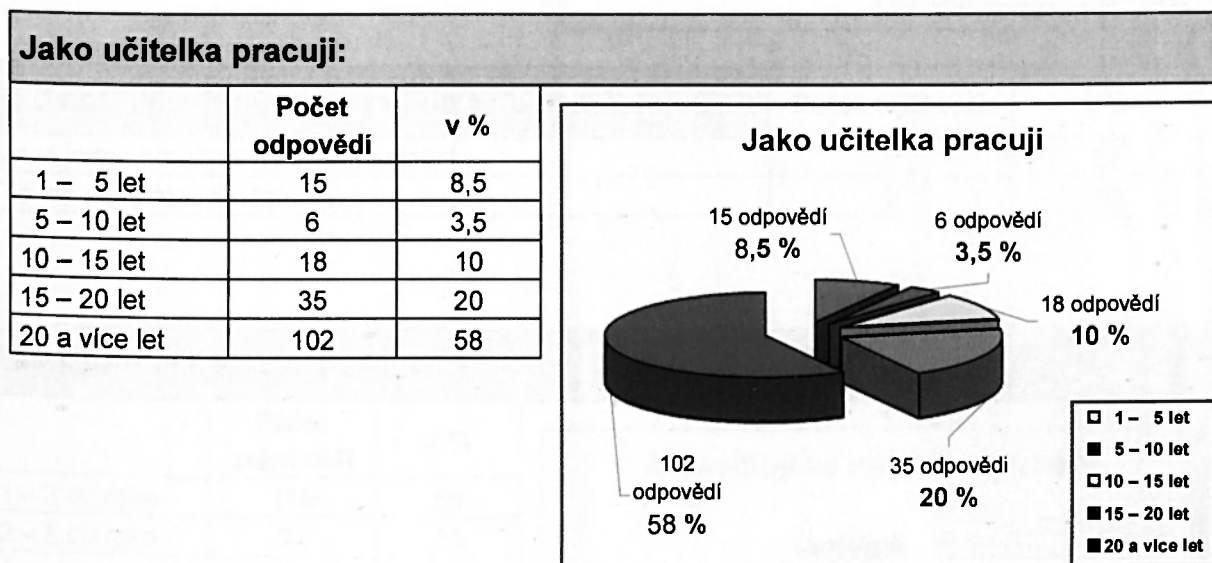 Jako učitelka pracuji:
Počet odpovědí v %
1 – 5 let 15 8,5
5 – 10 let 6 3,5
10 – 15 let 18 10
15 – 20 let 35 20
20 a více let 102 58
Jako učitelka pracuji
15 odpovědí
8,5 %
6 odpovědí
3,5 %
18 odpovědí
10 %
35 odpovědí
20 %
102
odpovědí
58 %
1 – 5 let
5 – 10 let
10 – 15 let
15 – 20 let
20 a více let